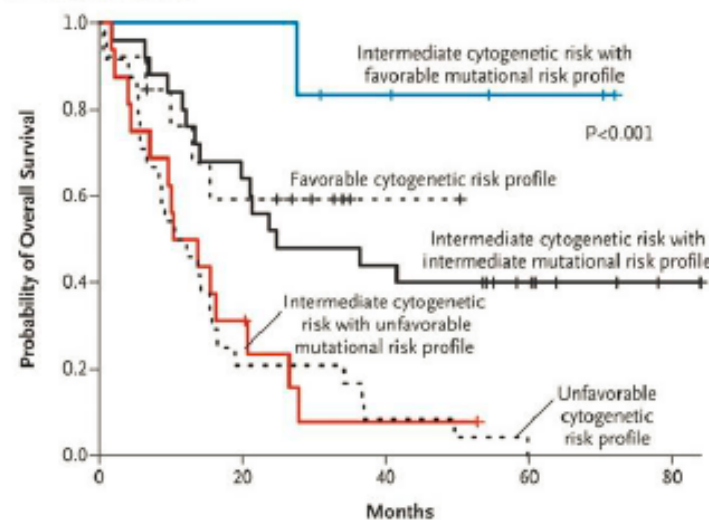 1.0
0.8
0.6
0.4
0.2
0.0
Probability of Overall Survival
Intermediate cytogenetic risk with
favorable mutational risk profile
P<0.001
Favorable cytogenetic risk profile
Intermediate cytogenetic risk with
intermediate mutational risk profile
Intermediate cytogenetic
risk with unfavorable
mutational risk profile
Unfavorable
cytogenetic
risk profile
0
20
40
60
80
Months